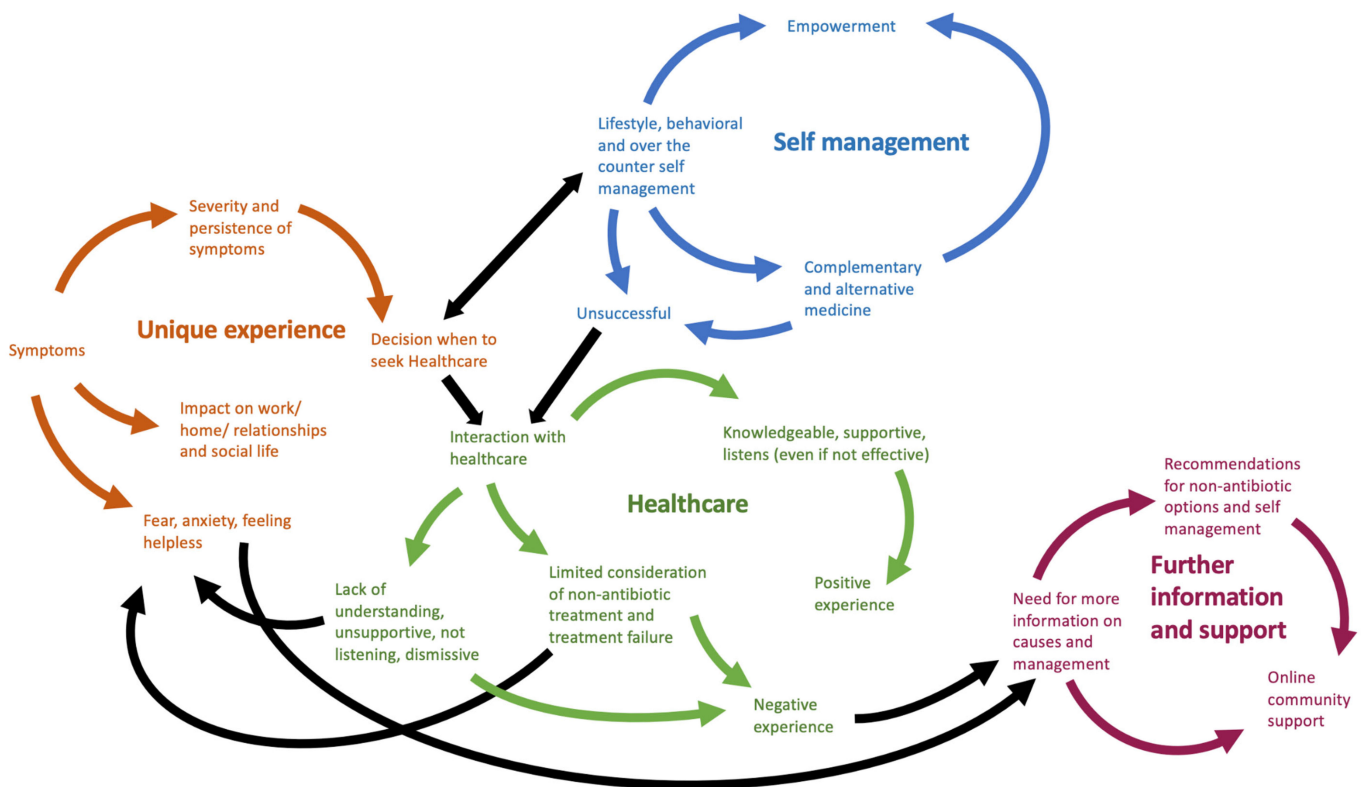 Empowerment
Lifestyle, behavioral
and over the
counter self
management
Self management
Severity and
persistence of
symptoms
Complementary
and alternative
medicine
Unsuccessful
Unique experience
Symptoms
Decision when to
seek Healthcare
Impact on work/
home/ relationships
and social life
Interaction with
healthcare
Knowledgeable, supportive,
listens (even if not effective)
Healthcare
Fear, anxiety, feeling
helpless
Lack of
understanding,
unsupportive, not
listening, dismissive
Limited consideration
of non-antibiotic
treatment and
treatment failure
Positive
experience
Negative
experience
Recommendations
for non-antibiotic
options and self
management
Further
information
and support
Need for more
information on
causes and
management
Online
community
support